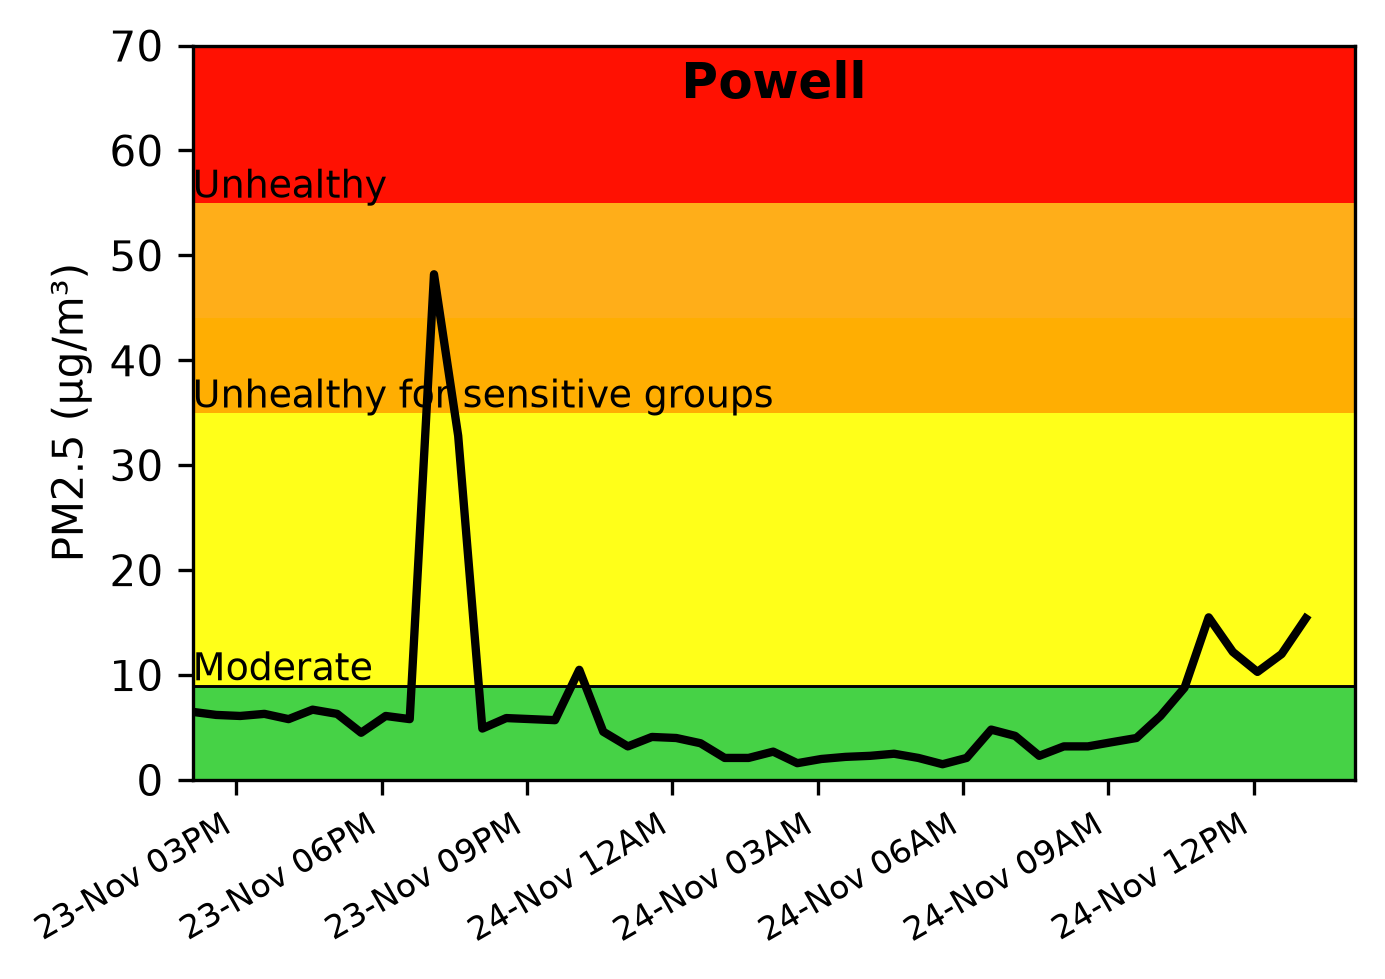 Powell
70
60
Unhealthy
50
40
Unhealthy for sensitive groups
30
20
10
Moderate
0
PM2.5 (µg/m³)
23-Nov 03PM
23-Nov 06PM
23-Nov 09PM
24-Nov 12AM
24-Nov 03AM
24-Nov 06AM
24-Nov 09AM
24-Nov 12PM